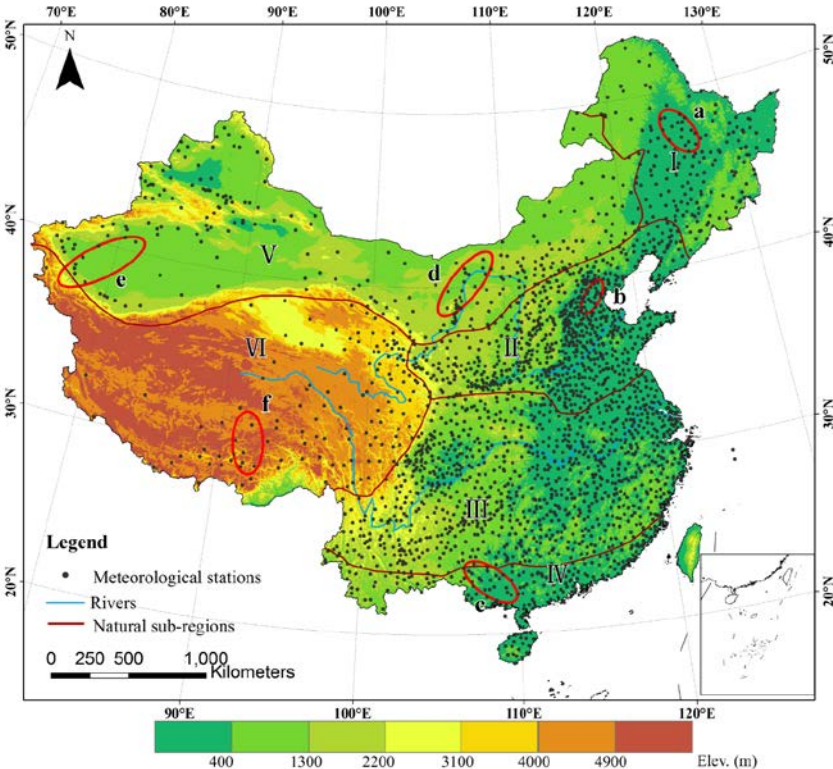 70°E 80°E 90°E 100°E 110°E 120°E 130°E
50°N
50°N
N
a
I
40°N
40°N
V
d
e
b
II
VI
f
30°N
30°N
III
Legend
Meteorological stations
IV
c
20°N
20°N
Rivers
Natural sub-regions
0 250 500 1,000
Kilometers
90°E 100°E 110°E 120°E
400 1300 2200 3100 4000 4900 Elev. (m)